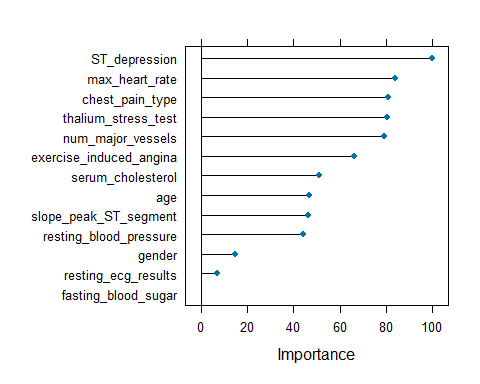 ST_depression
max_heart_rate
chest_pain_type
thalium_stress_test
num_major_vessels
exercise_induced_angina
serum_cholesterol
age
slope_peak_ST_segment
resting_blood_pressure
gender
resting_ecg_results
fasting_blood_sugar
0 20 40 60 80 100
Importance